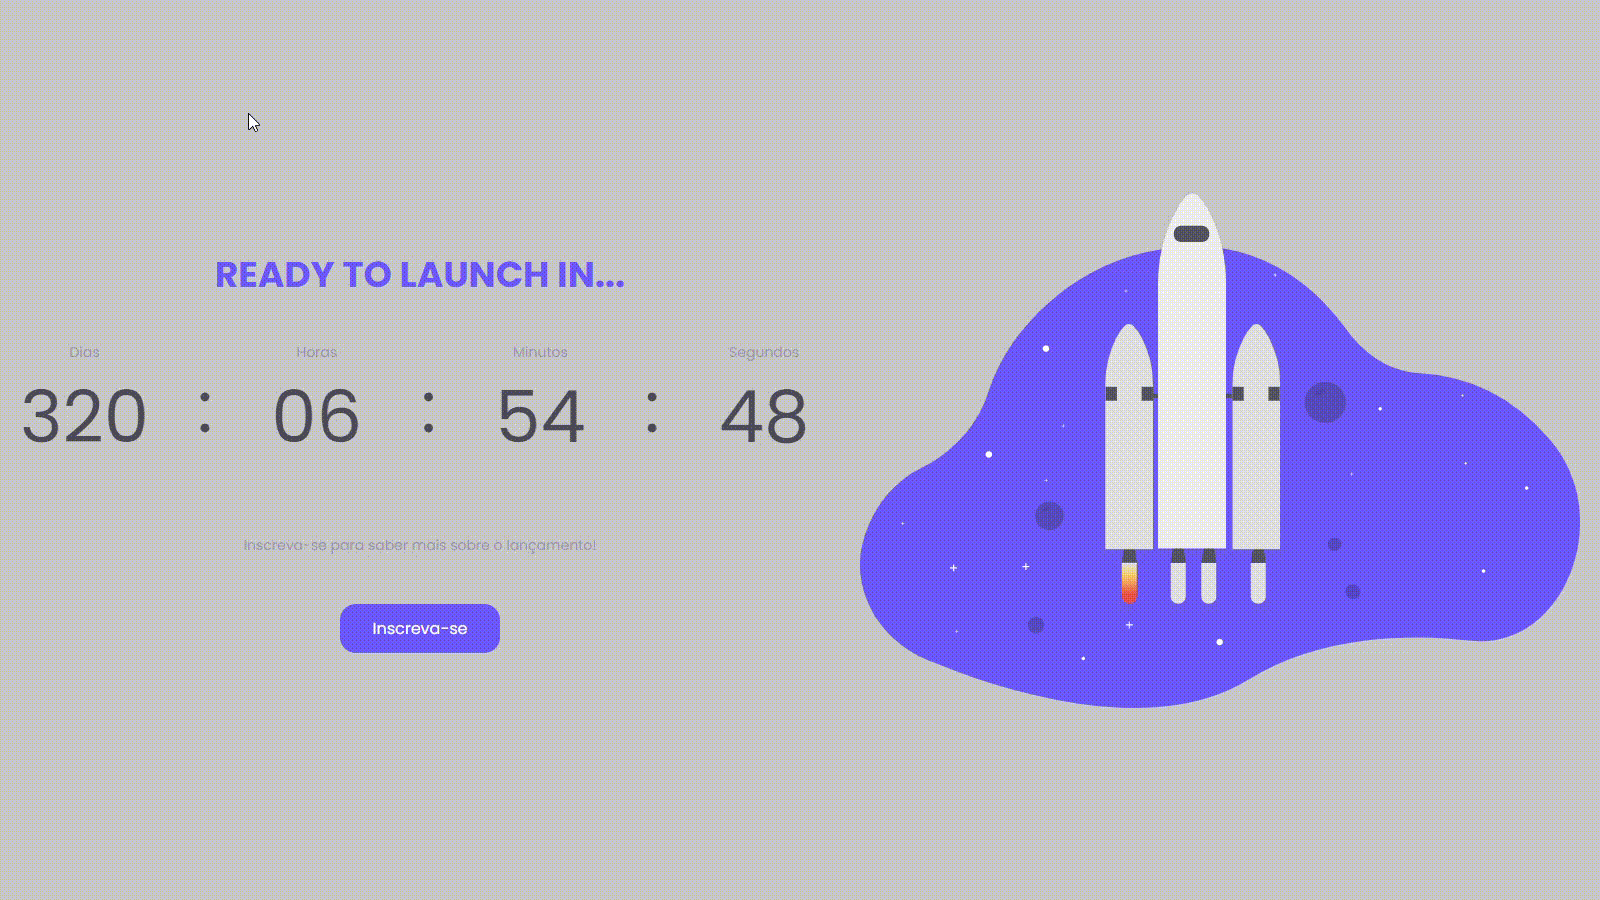 READY TO LAUNCH IN...
Dias Horas Minutos Segundos
320 : 06 : 54 : 48
Inscreva-se para saber mais sobre o lançamento!
Inscreva-se